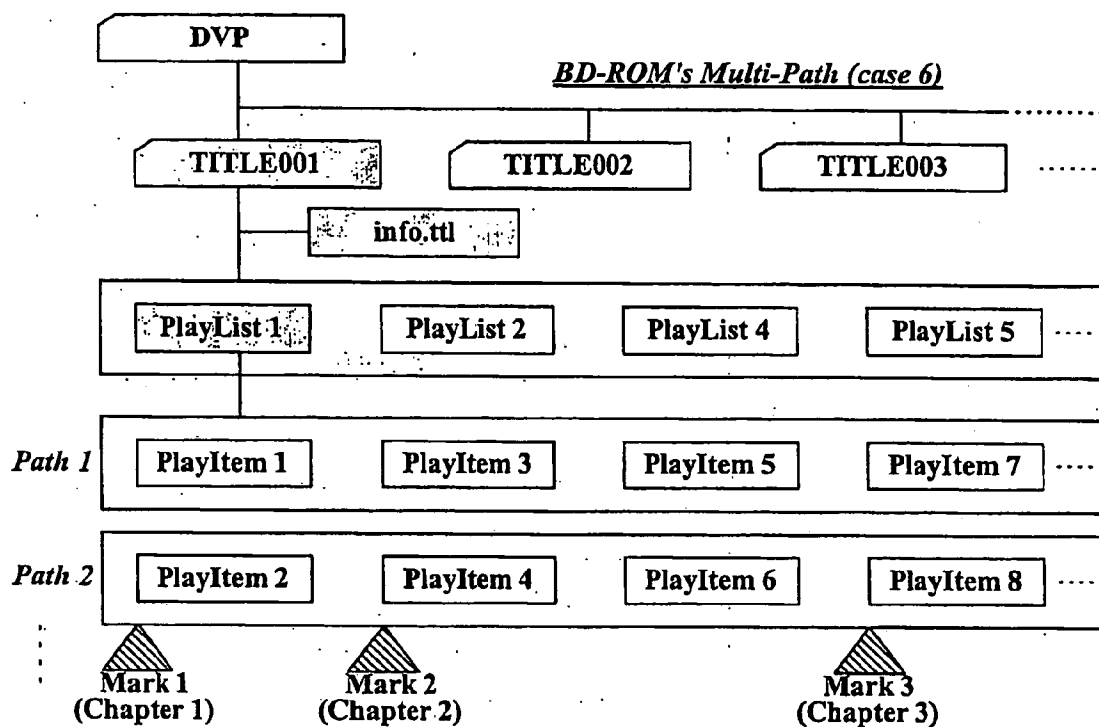 DVP
BD-ROM's Multi-Path (case 6)
TITLE001 TITLE002 TITLE003
info.ttl
PlayList 1 PlayList 2 PlayList 4 PlayList 5
Path 1 PlayItem 1 PlayItem 3 PlayItem 5 PlayItem 7
Path 2 PlayItem 2 PlayItem 4 PlayItem 6 PlayItem 8
Mark 1 Mark 2 Mark 3
(Chapter 1) (Chapter 2) (Chapter 3)